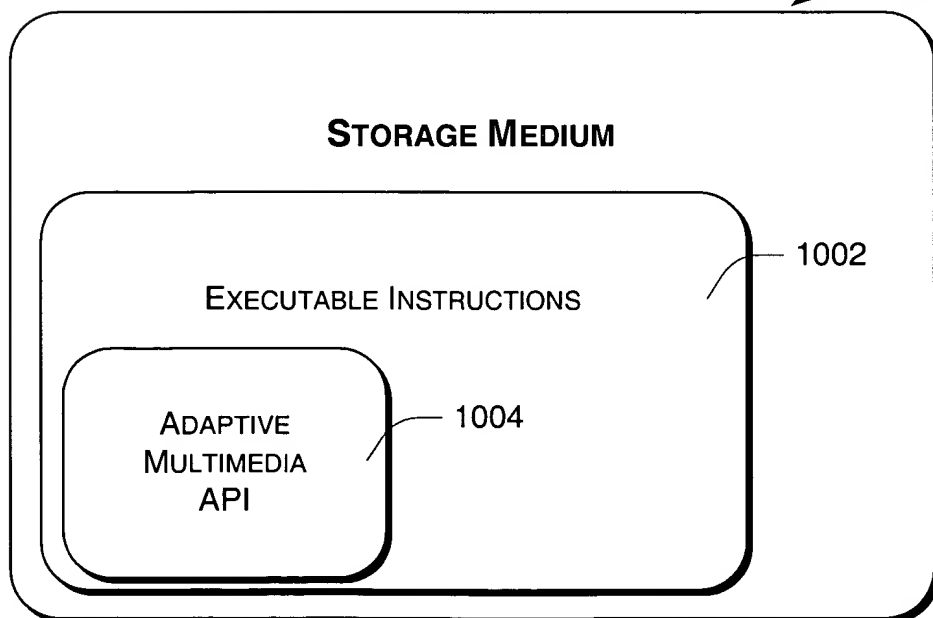 STORAGE MEDIUM
1002
EXECUTABLE INSTRUCTIONS
1004
ADAPTIVE
MULTIMEDIA
API